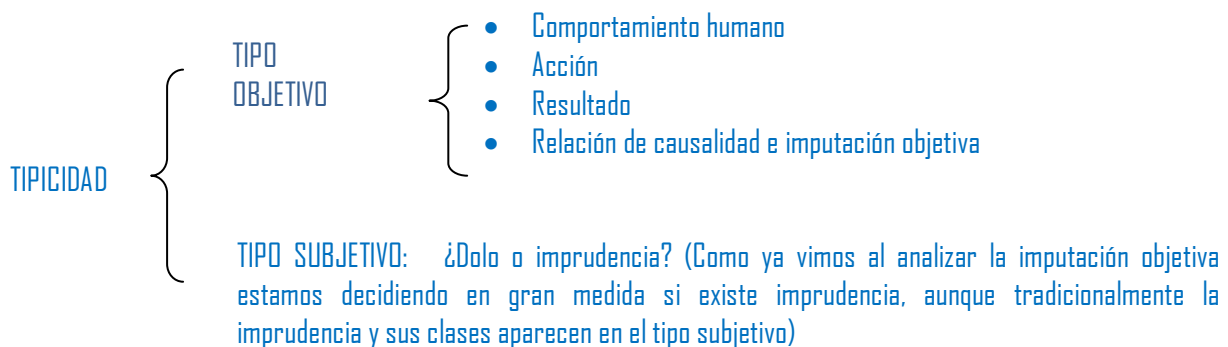 TIPICIDAD
TIPO
OBJETIVO
● Comportamiento humano
● Acción
● Resultado
● Relación de causalidad e imputación objetiva
TIPO SUBJETIVO: ¿Dolo o imprudencia? (Como ya vimos al analizar la imputación objetiva
estamos decidiendo en gran medida si existe imprudencia, aunque tradicionalmente la
imprudencia y sus clases aparecen en el tipo subjetivo)